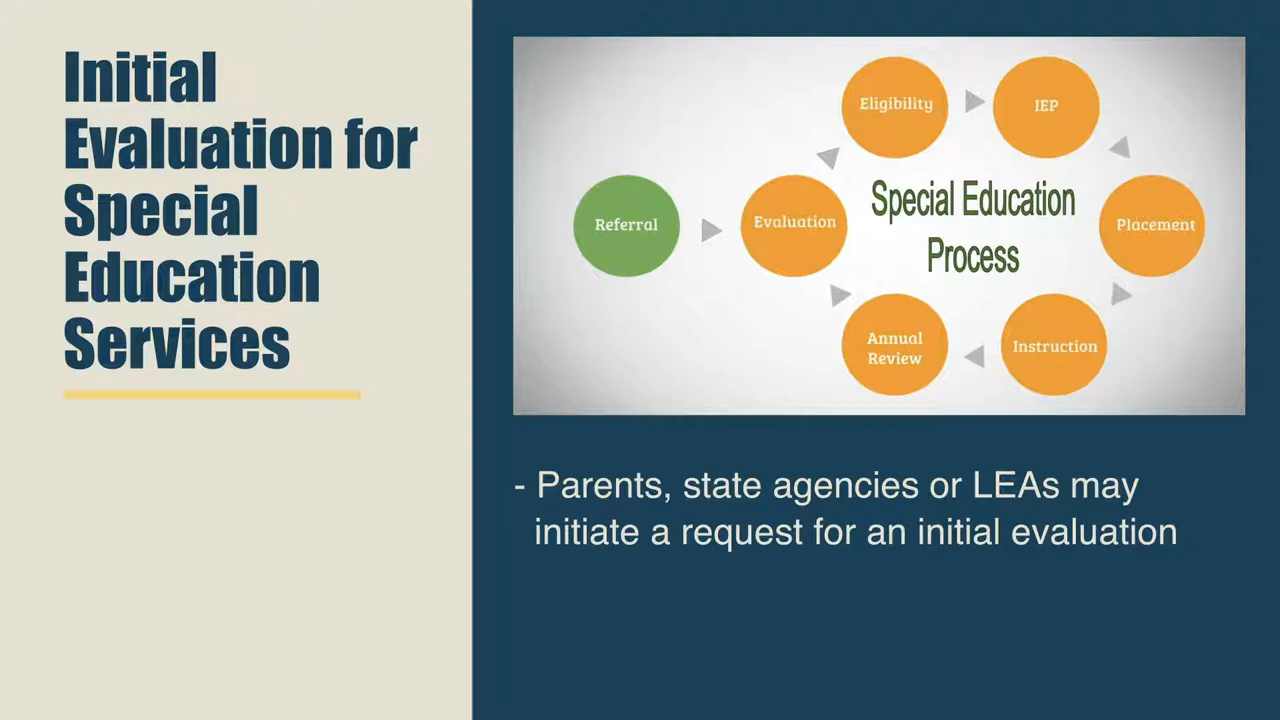 Initial
Evaluation for
Special
Education
Services
Eligibility
IEP
Referral
Evaluation
Special Education
Process
Placement
Annual
Review
Instruction
- Parents, state agencies or LEAs may
initiate a request for an initial evaluation